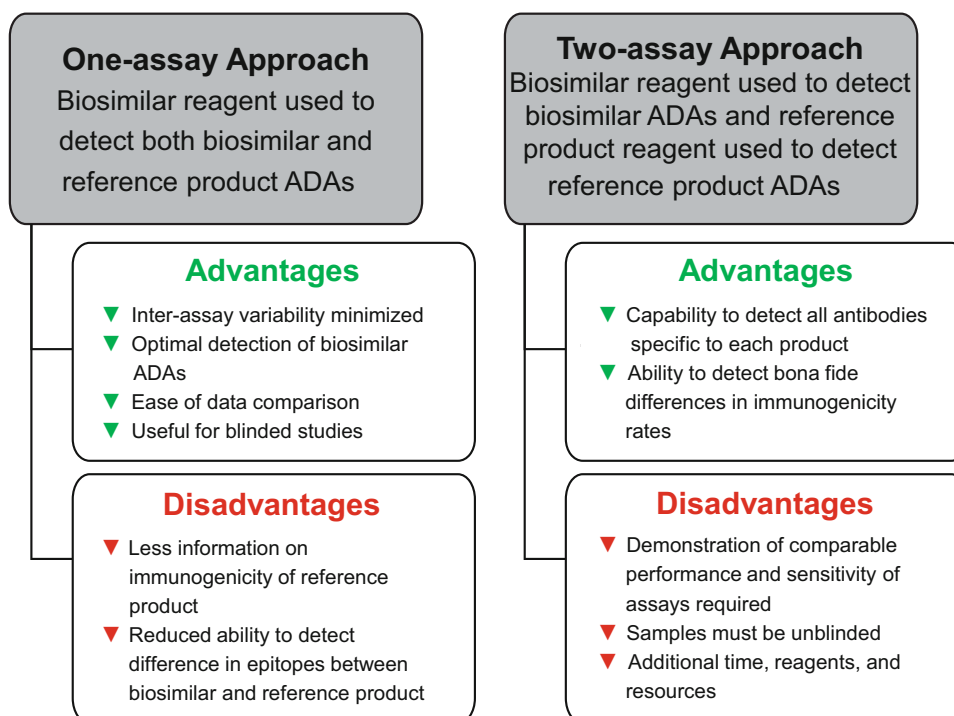 One-assay Approach
Biosimilar reagent used to
detect both biosimilar and
reference product ADAs
Advantages
▼ Inter-assay variability minimized
▼ Optimal detection of biosimilar
ADAs
▼ Ease of data comparison
▼ Useful for blinded studies
Disadvantages
▼ Less information on
immunogenicity of reference
product
▼ Reduced ability to detect
difference in epitopes between
biosimilar and reference product
Two-assay Approach
Biosimilar reagent used to detect
biosimilar ADAs and reference
product reagent used to detect
reference product ADAs
Advantages
▼ Capability to detect all antibodies
specific to each product
▼ Ability to detect bona fide
differences in immunogenicity
rates
Disadvantages
▼ Demonstration of comparable
performance and sensitivity of
assays required
▼ Samples must be unblinded
▼ Additional time, reagents, and
resources